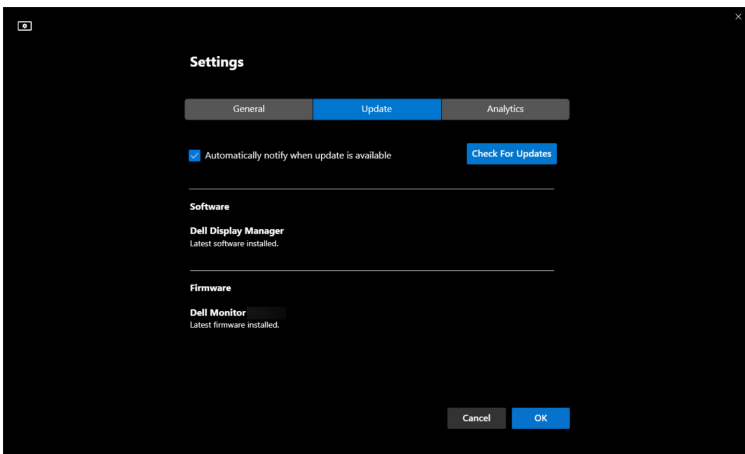 Settings
General Update Analytics
Automatically notify when update is available Check For Updates
Software
Dell Display Manager
Latest software installed.
Firmware
Dell Monitor
Latest firmware installed.
Cancel OK